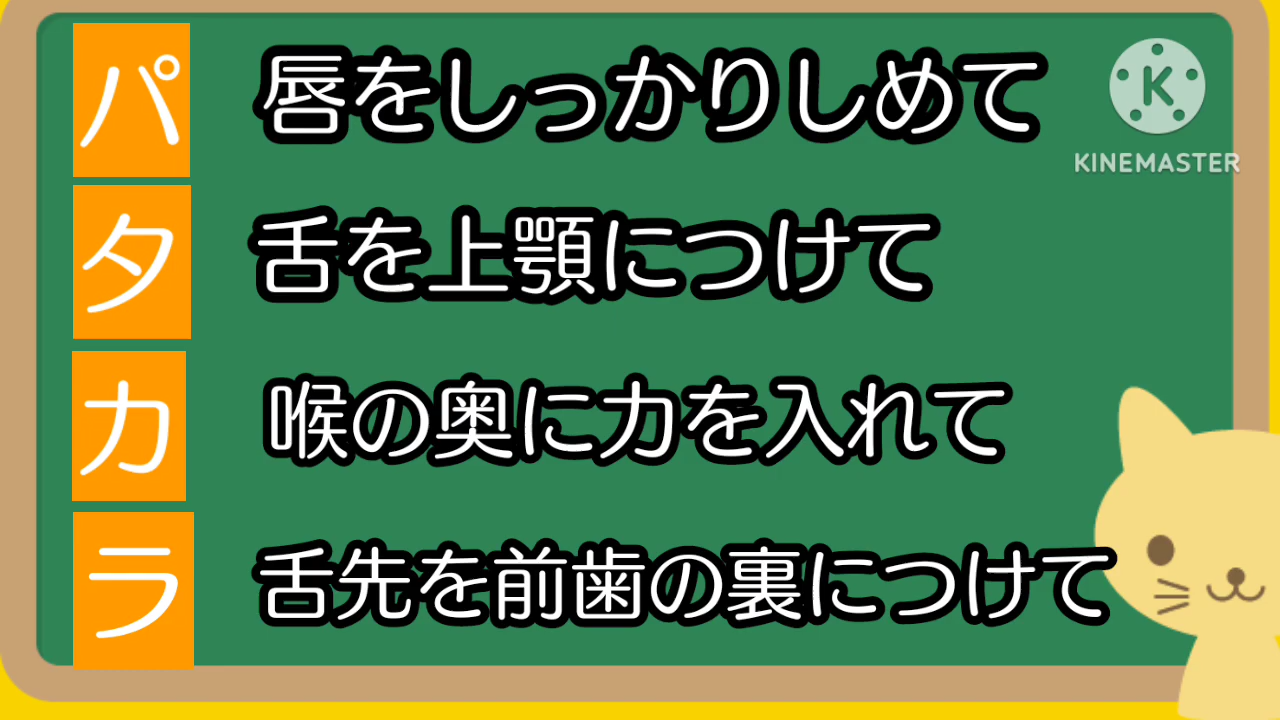 パ 唇をしっかりしめて
タ 舌を上顎につけて
カ 喉の奥に力を入れて
ラ 舌先を前歯の裏につけて
K
KINEMASTER